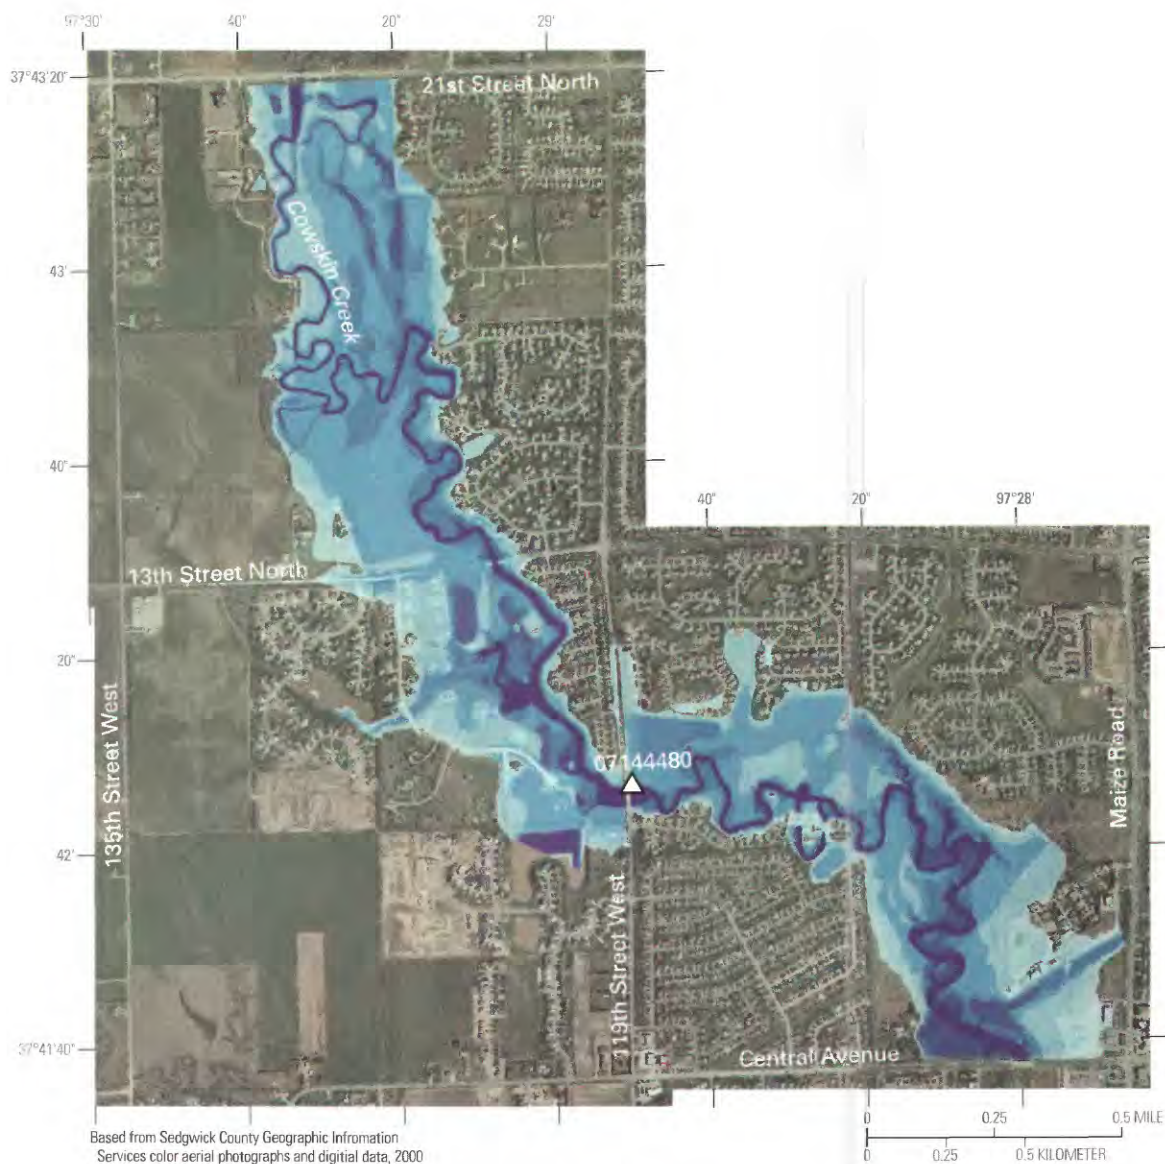 97°30' 40" 20" 29'
37°43'20"
21st Street North
Cowskin Creek
43'
40"
40" 20" 97°28'
13th Street North
20"
135th Street West
07144480
Maize Road
42'
119th Street West
37°41'40"
Central Avenue
0 0.25 0.5 MILE
0 0.25 0.5 KILOMETER
Based from Sedgwick County Geographic Infromation
Services color aerial photographs and digitial data, 2000